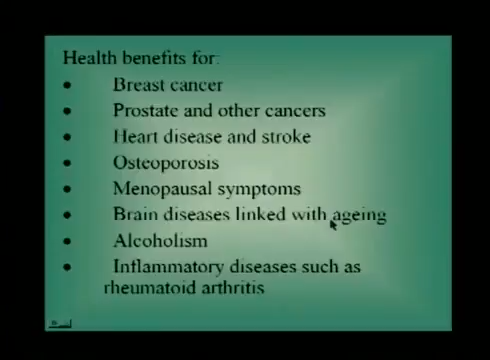 Health benefits for:
• Breast cancer
• Prostate and other cancers
• Heart disease and stroke
• Osteoporosis
• Menopausal symptoms
• Brain diseases linked with ageing
• Alcoholism
• Inflammatory diseases such as
rheumatoid arthritis